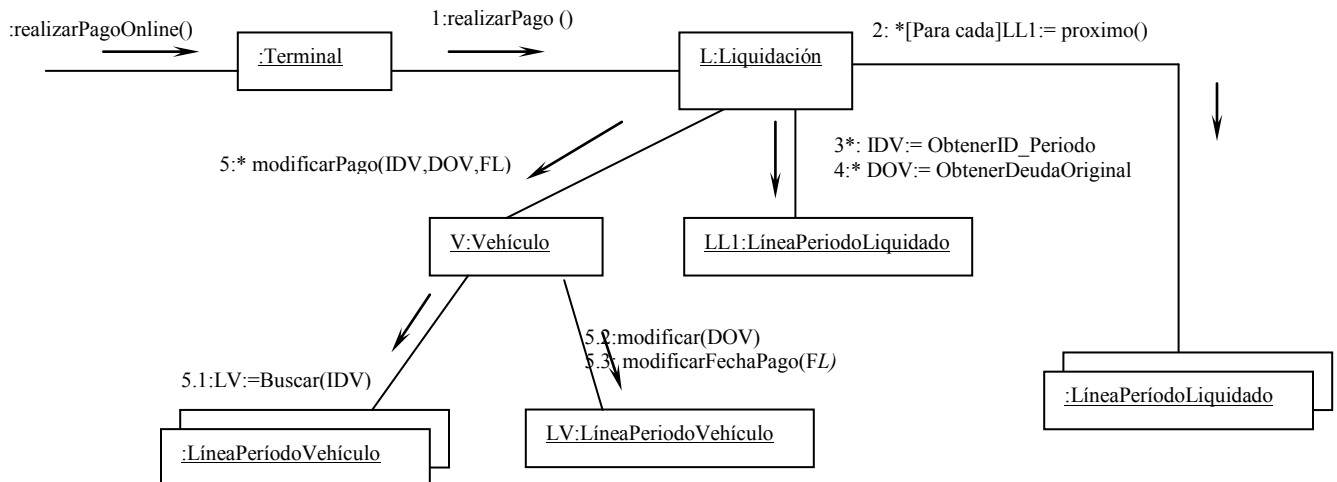 :realizarPagoOnline()
1:realizarPago ()
2: *[Para cada]LL1:= proximo()
:Terminal
L:Liquidación
3*: IDV:= ObtenerID_Periodo
4:* DOV:= ObtenerDeudaOriginal
5:* modificarPago(IDV,DOV,FL)
V:Vehículo
LL1:LíneaPeriodoLiquidado
5.2:modificar(DOV)
5.3: modificarFechaPago(FL)
5.1:LV:=Buscar(IDV)
:LíneaPeríodoLiquidado
LV:LíneaPeriodoVehículo
:LíneaPeríodoVehículo